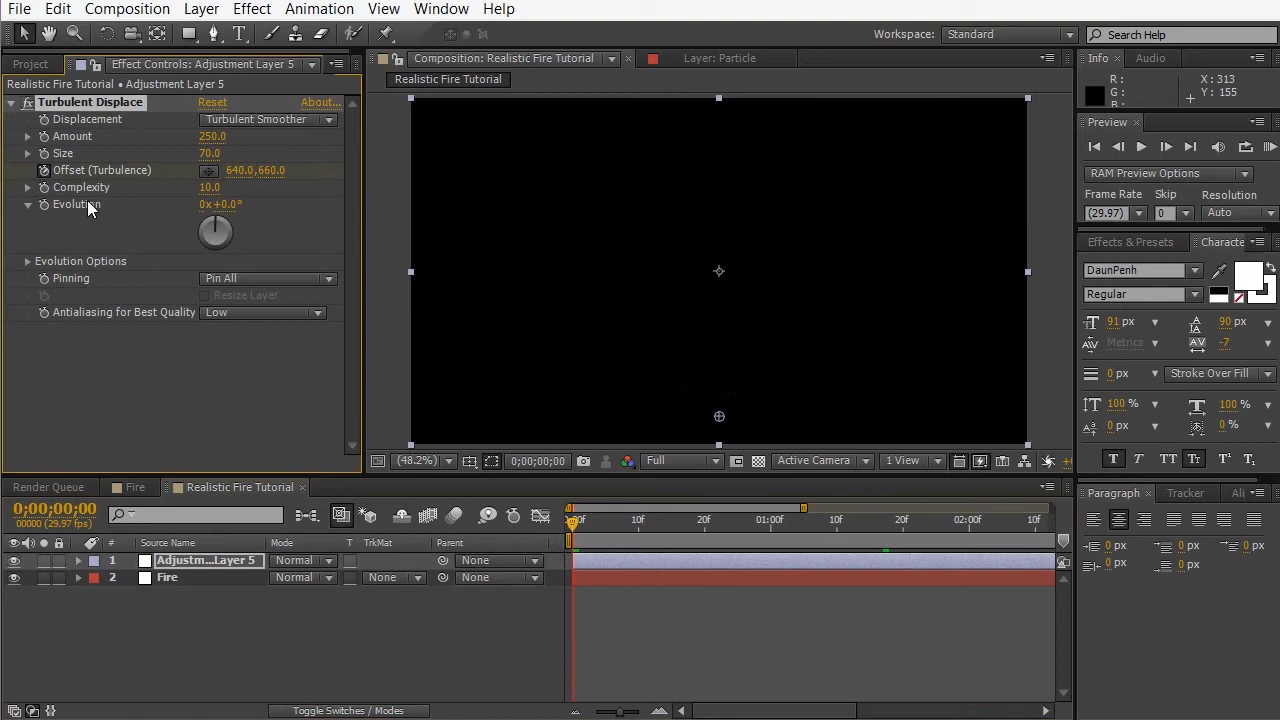 File Edit Composition Layer Effect Animation View Window Help
Workspace: Standard Search Help
Project Effect Controls: Adjustment Layer 5 Composition: Realistic Fire Tutorial Layer: Particle Info Audio
Realistic Fire Tutorial • Adjustment Layer 5 Realistic Fire Tutorial
R: X: 313
G: Y: 155
B:
fx Turbulent Displace Reset About...
Displacement Turbulent Smoother
Preview
Amount 250.0
Size 70.0
Offset (Turbulence) 640.0,660.0
RAM Preview Options
Complexity 10.0
Frame Rate Skip Resolution
Evolution 0x+0.0°
(29.97) 0 Auto
Effects & Presets Characte
Evolution Options
DaunPenh
Pinning Pin All
Resize Layer
Regular
Antialiasing for Best Quality Low
91 px 90 px
Metrics -7
0 px Stroke Over Fill
100 % 100 %
0 px 0 %
T T TT Tr T¹ T₁
(48.2%) 0;00;00;00 Full Active Camera 1 View
Render Queue Fire Realistic Fire Tutorial
Paragraph Tracker Ali
0;00;00;00
00000 (29.97 fps)
:00f 10f 20f 01:00f 10f 20f 02:00f 10f
# Source Name Mode T TrkMat Parent
0 px 0 px 0 px
0 px 0 px
1 Adjustm...Layer 5 Normal None
2 Fire Normal None None
Toggle Switches / Modes